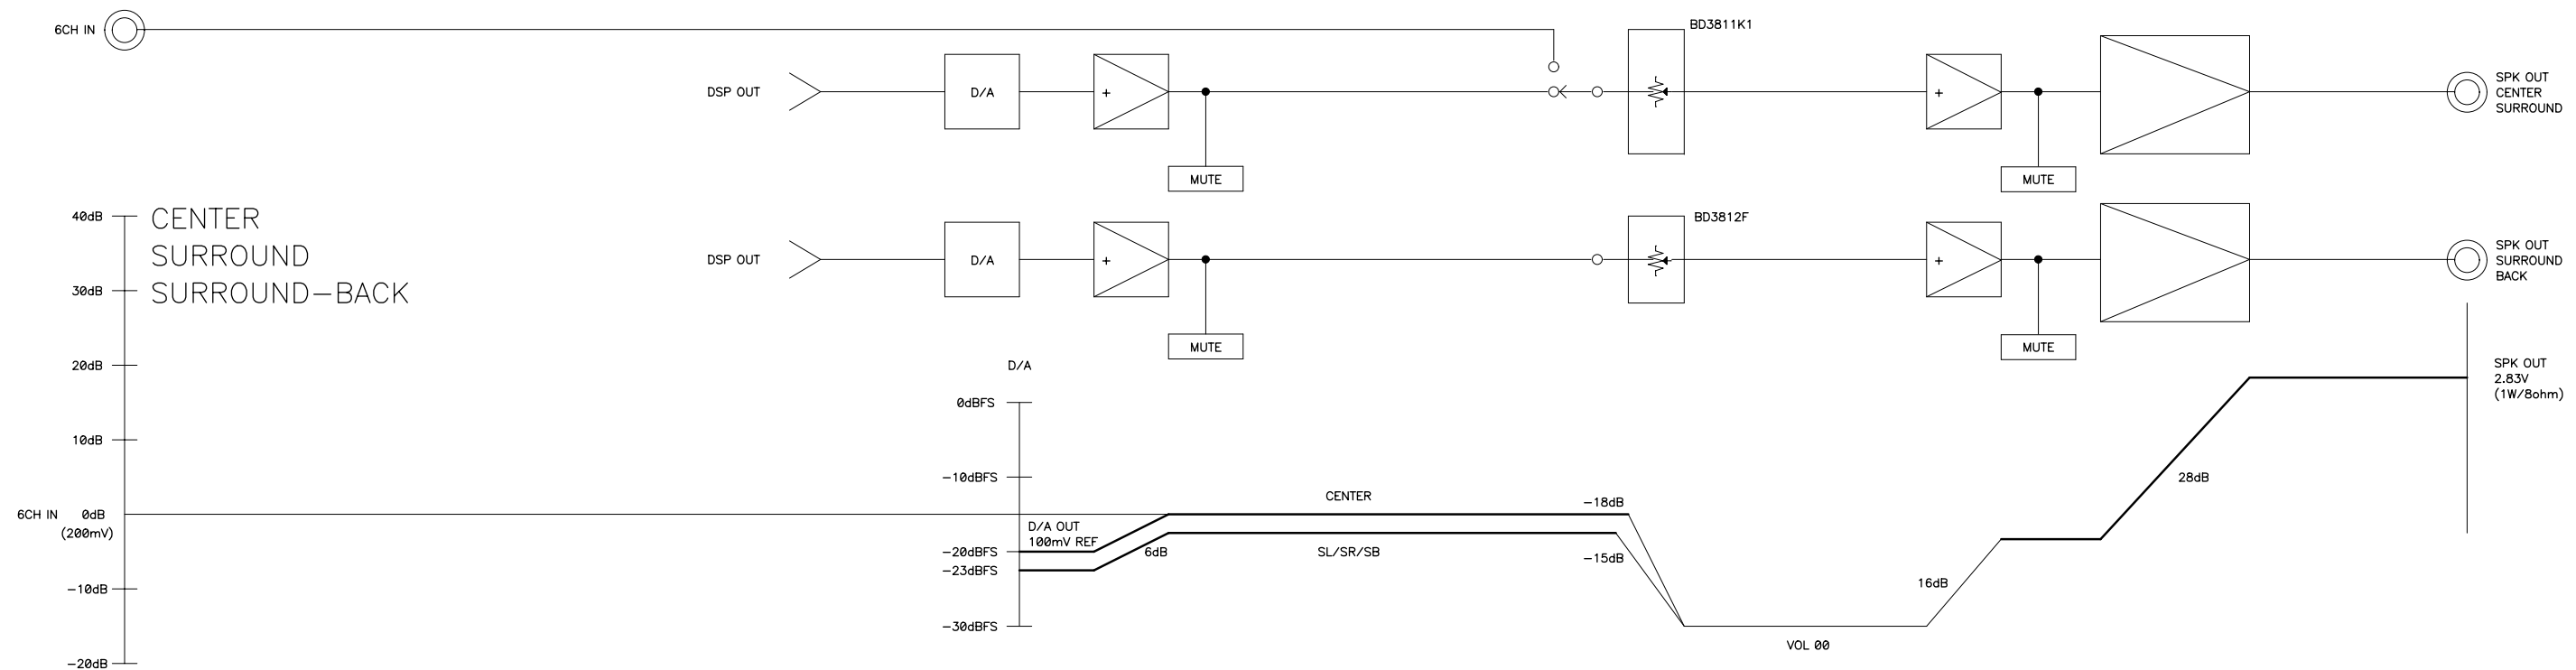 6CH IN
BD3811K1
DSP OUT
D/A
+
+
SPK OUT
CENTER
SURROUND
MUTE
MUTE
40dB
CENTER
SURROUND
SURROUND-BACK
BD3812F
DSP OUT
D/A
+
+
SPK OUT
SURROUND
BACK
30dB
MUTE
MUTE
20dB
D/A
SPK OUT
2.83V
(1W/8ohm)
0dBFS
10dB
-10dBFS
28dB
CENTER
-18dB
6CH IN 0dB
(200mV)
D/A OUT
100mV REF
-20dBFS
6dB
SL/SR/SB
-15dB
-23dBFS
-10dB
16dB
-30dBFS
VOL 00
-20dB